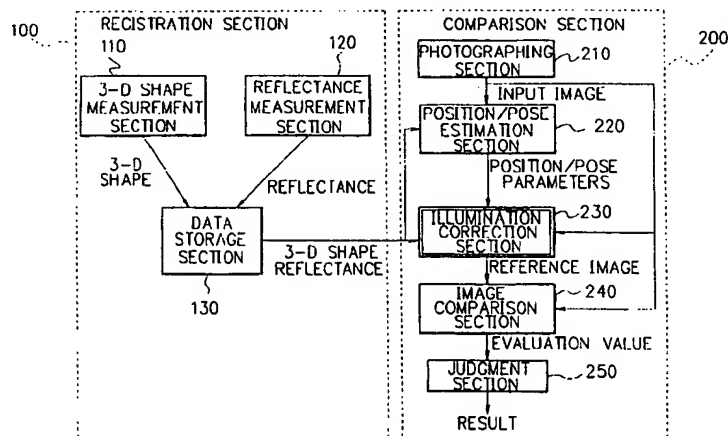 REGISTRATION SECTION
100
110
3-D SHAPE
MEASUREMENT
SECTION
120
REFLECTANCE
MEASUREMENT
SECTION
3-D
SHAPE
REFLECTANCE
DATA
STORAGE
SECTION
130
3-D SHAPE
REFLECTANCE
COMPARISON SECTION
200
PHOTOGRAPHING
SECTION
210
INPUT IMAGE
POSITION/POSE
ESTIMATION
SECTION
220
POSITION/POSE
PARAMETERS
ILLUMINATION
CORRECTION
SECTION
230
REFERENCE IMAGE
IMAGE
COMPARISON
SECTION
240
EVALUATION VALUE
JUDGMENT
SECTION
250
RESULT